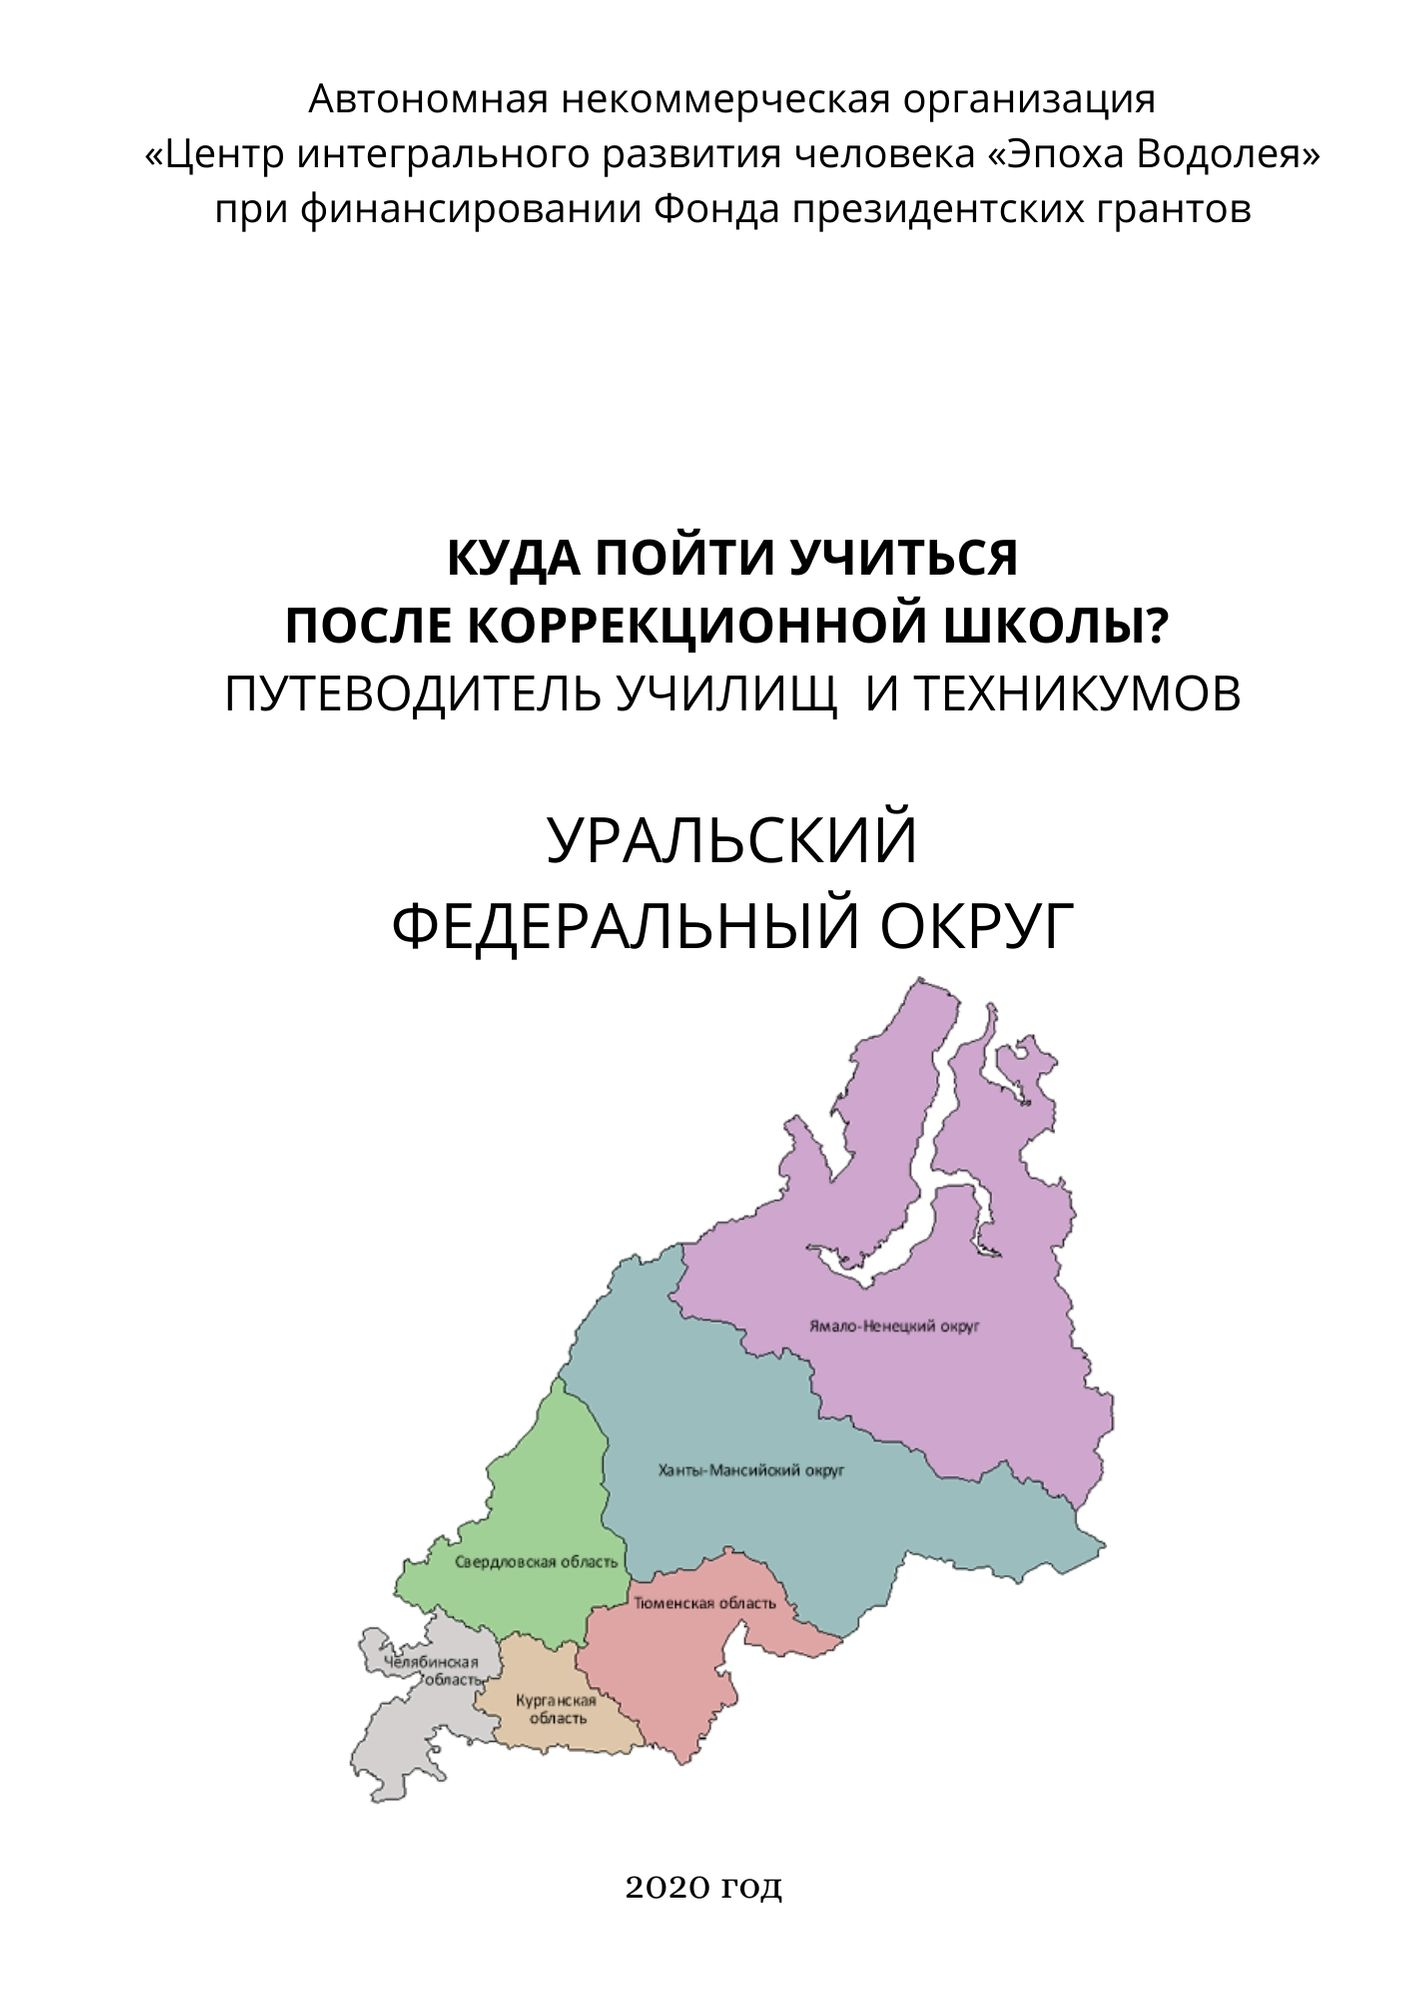 Автономная некоммерческая организация
«Центр интегрального развития человека «Эпоха Водолея»
при финансировании Фонда президентских грантов
КУДА ПОЙТИ УЧИТЬСЯ
ПОСЛЕ КОРРЕКЦИОННОЙ ШКОЛЫ?
ПУТЕВОДИТЕЛЬ УЧИЛИЩ И ТЕХНИКУМОВ
УРАЛЬСКИЙ
ФЕДЕРАЛЬНЫЙ ОКРУГ
Ямало-Ненецкий округ
Ханты-Мансийский округ
Свердловская область
Тюменская область
Челябинская
область
Курганская
область
2020 год